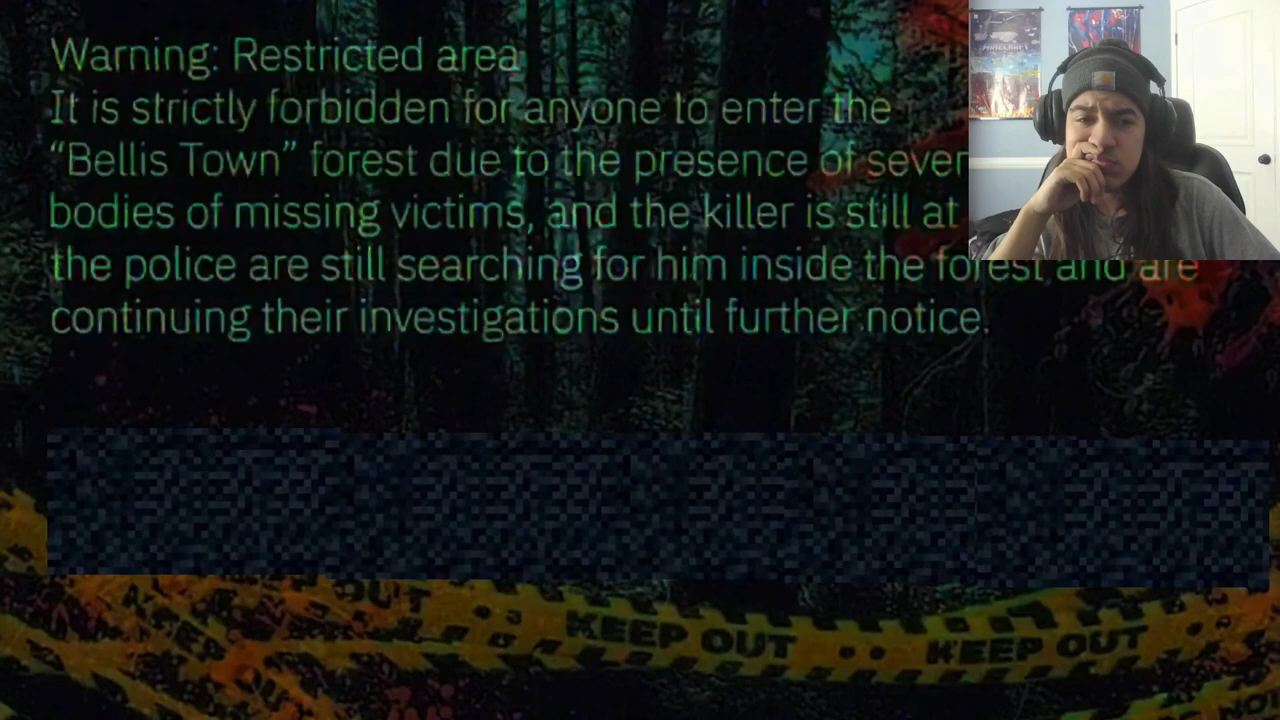 Warning: Restricted area
It is strictly forbidden for anyone to enter the
“Bellis Town” forest due to the presence of
bodies of missing victims, and the killer is still at
the police are still searching for him inside the forest and are
continuing their investigations until further notice.
OUT
KEEP OUT
KEEP OUT
MINECRAFT